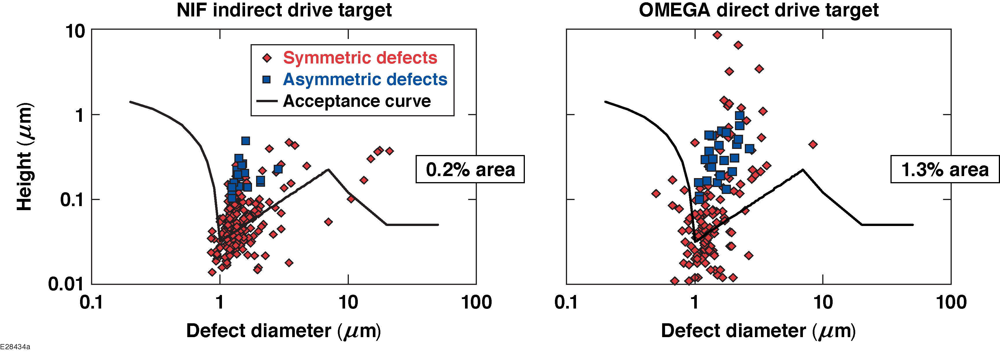 NIF indirect drive target
OMEGA direct drive target
10
1
0.1
0.01
Height (μm)
Symmetric defects
Asymmetric defects
Acceptance curve
0.2% area
1.3% area
0.1 1 10 100
0.1 1 10 100
Defect diameter (μm)
Defect diameter (μm)
E28434a